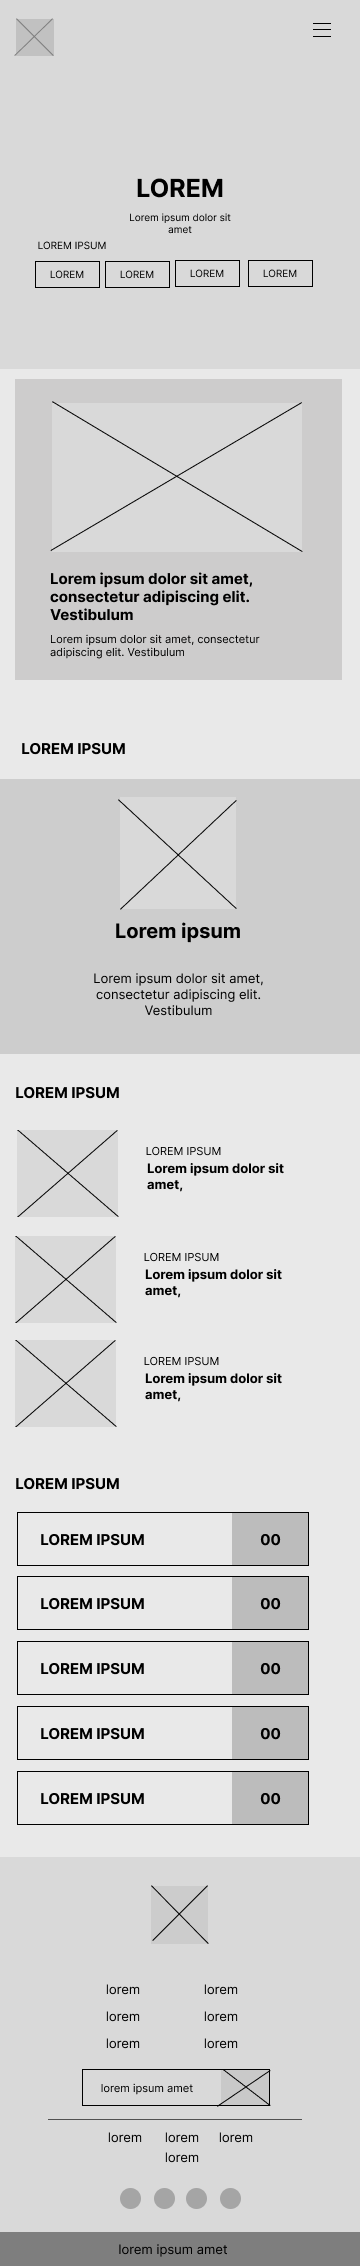 LOREM
Lorem ipsum dolor sit
amet
LOREM IPSUM
LOREM LOREM LOREM LOREM
Lorem ipsum dolor sit amet,
consectetur adipiscing elit.
Vestibulum
Lorem ipsum dolor sit amet, consectetur
adipiscing elit. Vestibulum
LOREM IPSUM
Lorem ipsum
Lorem ipsum dolor sit amet,
consectetur adipiscing elit.
Vestibulum
LOREM IPSUM
LOREM IPSUM
Lorem ipsum dolor sit
amet,
LOREM IPSUM
Lorem ipsum dolor sit
amet,
LOREM IPSUM
Lorem ipsum dolor sit
amet,
LOREM IPSUM
LOREM IPSUM 00
LOREM IPSUM 00
LOREM IPSUM 00
LOREM IPSUM 00
LOREM IPSUM 00
lorem lorem
lorem lorem
lorem lorem
lorem ipsum amet
lorem lorem lorem
lorem
lorem ipsum amet